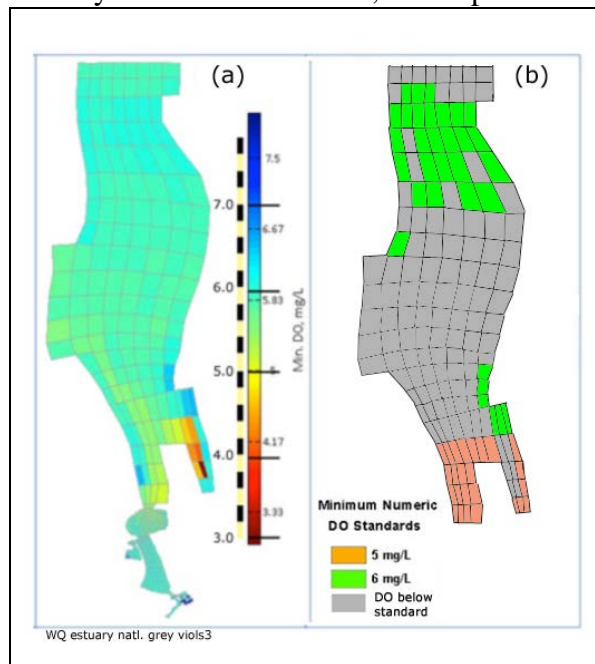 (a)
(b)
7.5
7.0
6.67
6.0
5.83
Min. DO, mg/L
5.0
4.17
4.0
3.33
3.0
Minimum Numeric
DO Standards
5 mg/L
6 mg/L
DO below
standard
WQ estuary natl. grey viols3